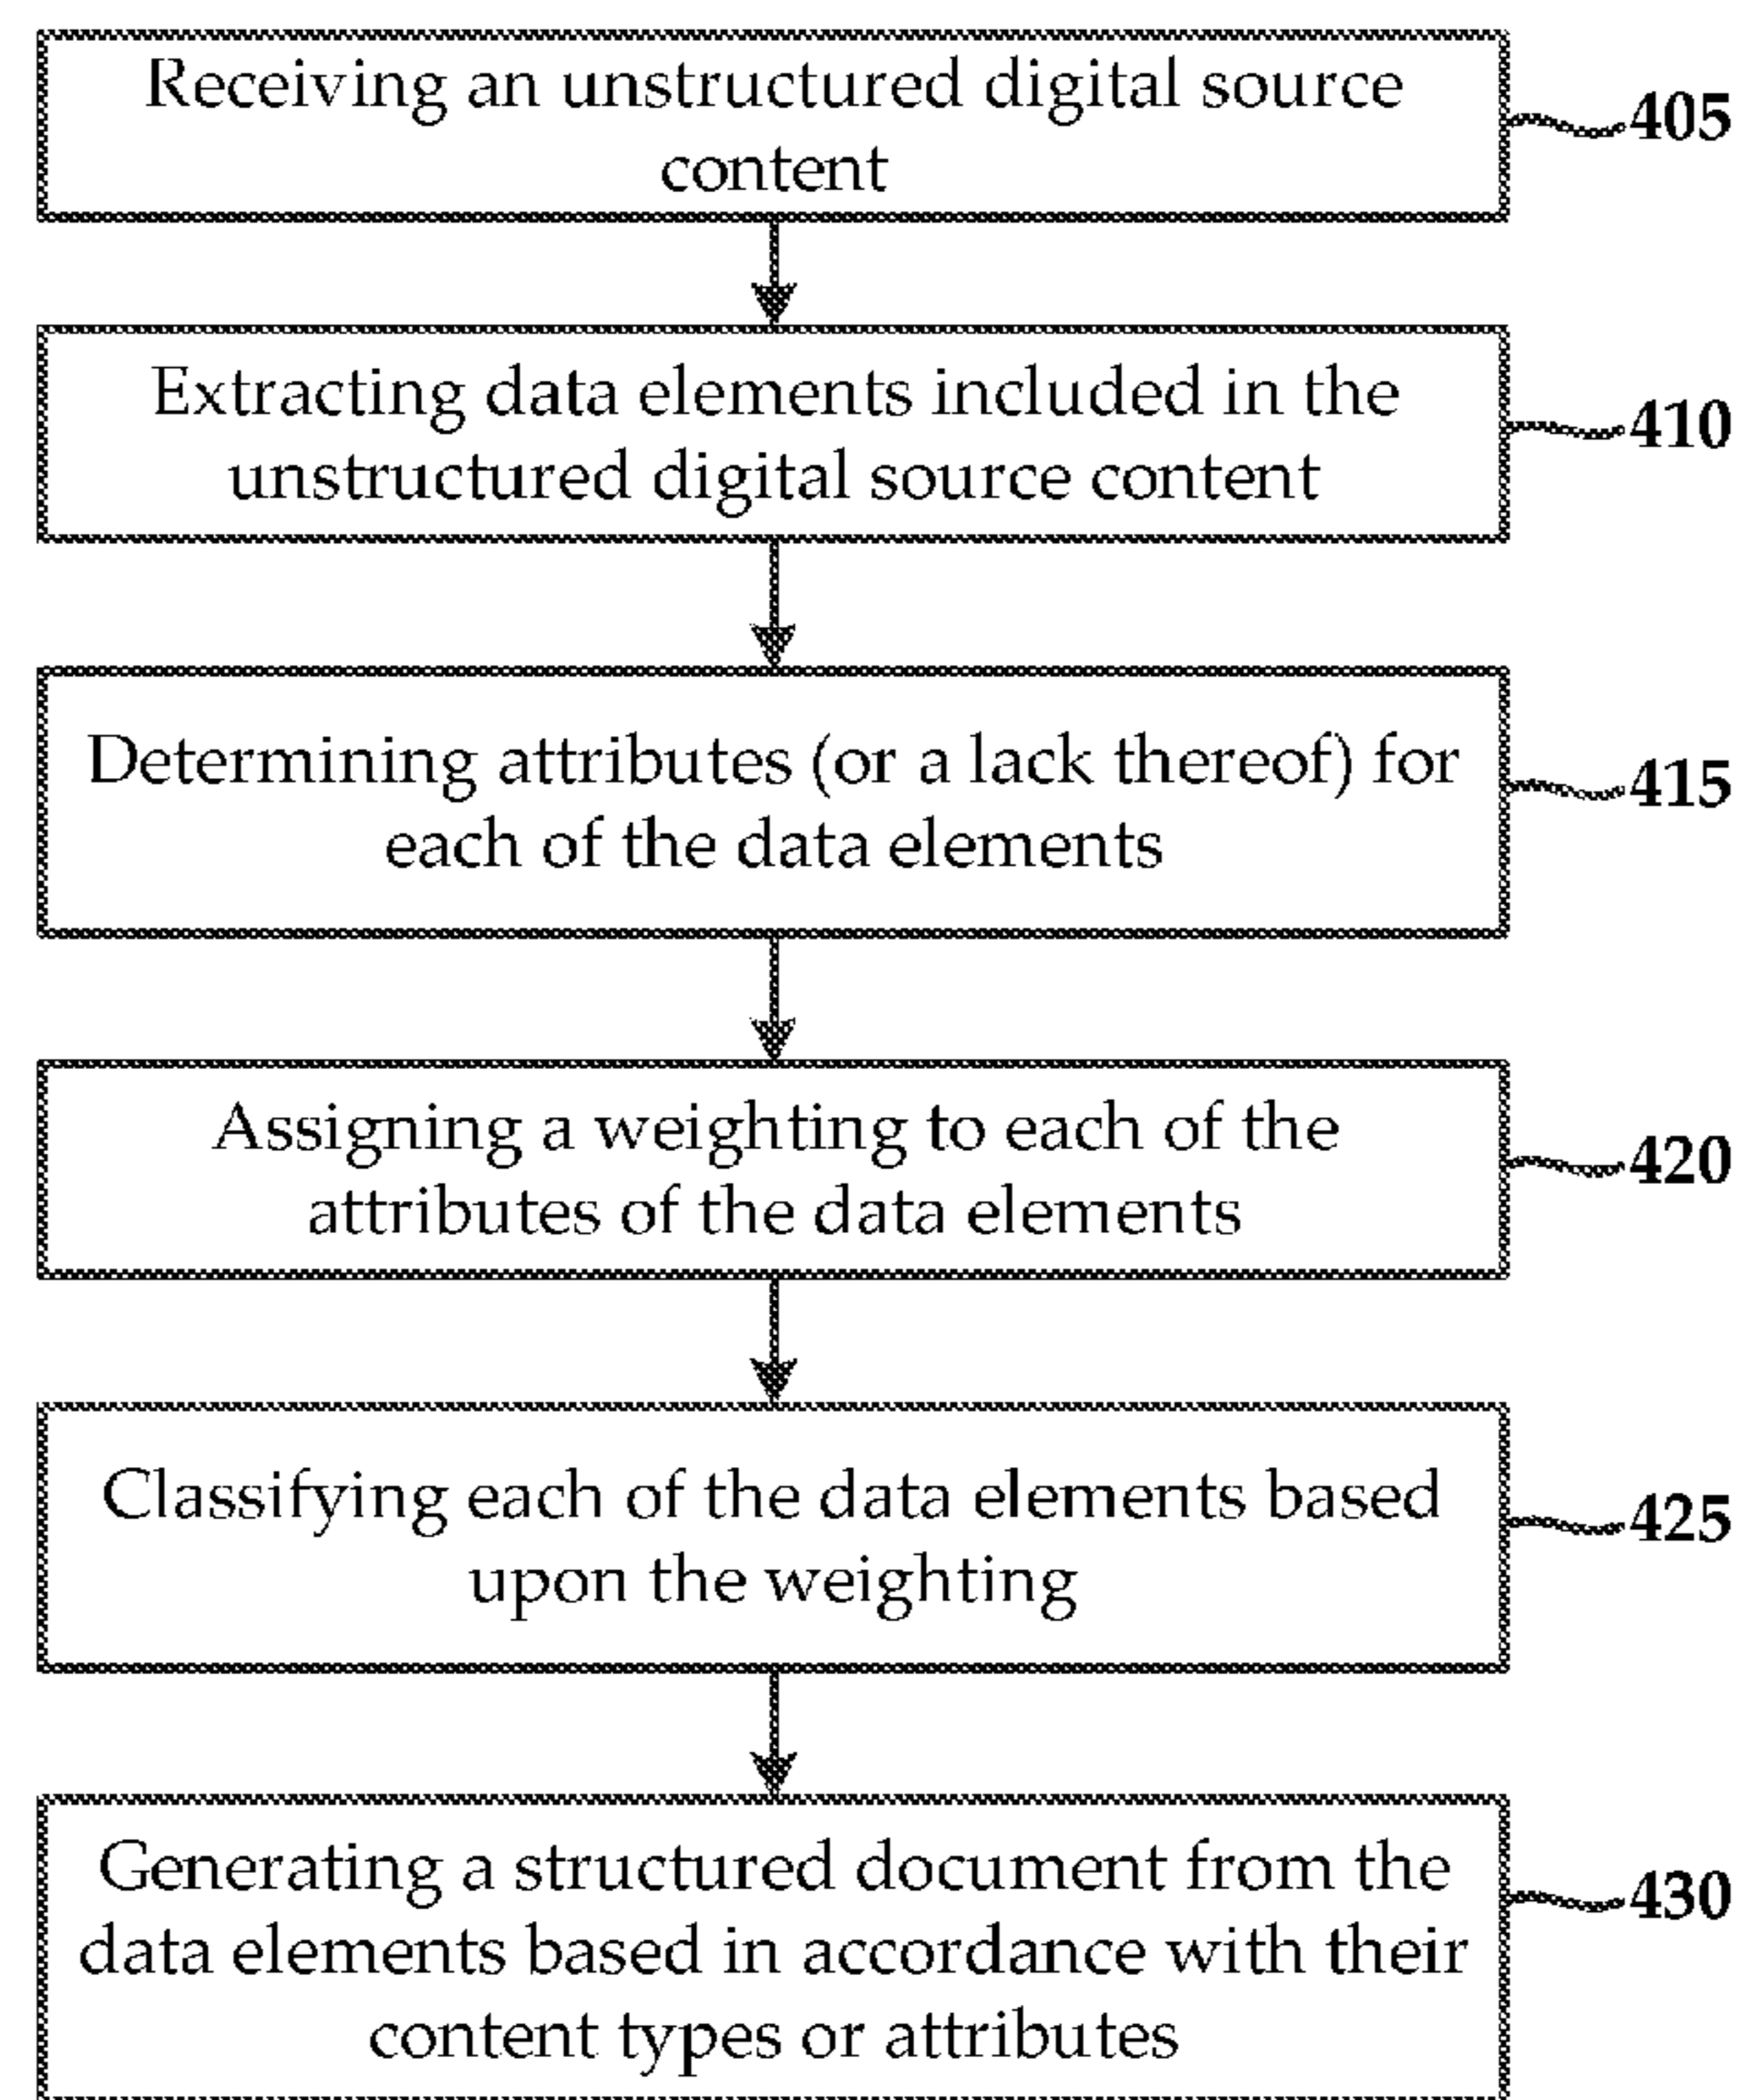 Receiving an unstructured digital source
content
405
Extracting data elements included in the
unstructured digital source content
410
Determining attributes (or a lack thereof) for
each of the data elements
415
Assigning a weighting to each of the
attributes of the data elements
420
Classifying each of the data elements based
upon the weighting
425
Generating a structured document from the
data elements based in accordance with their
content types or attributes
430